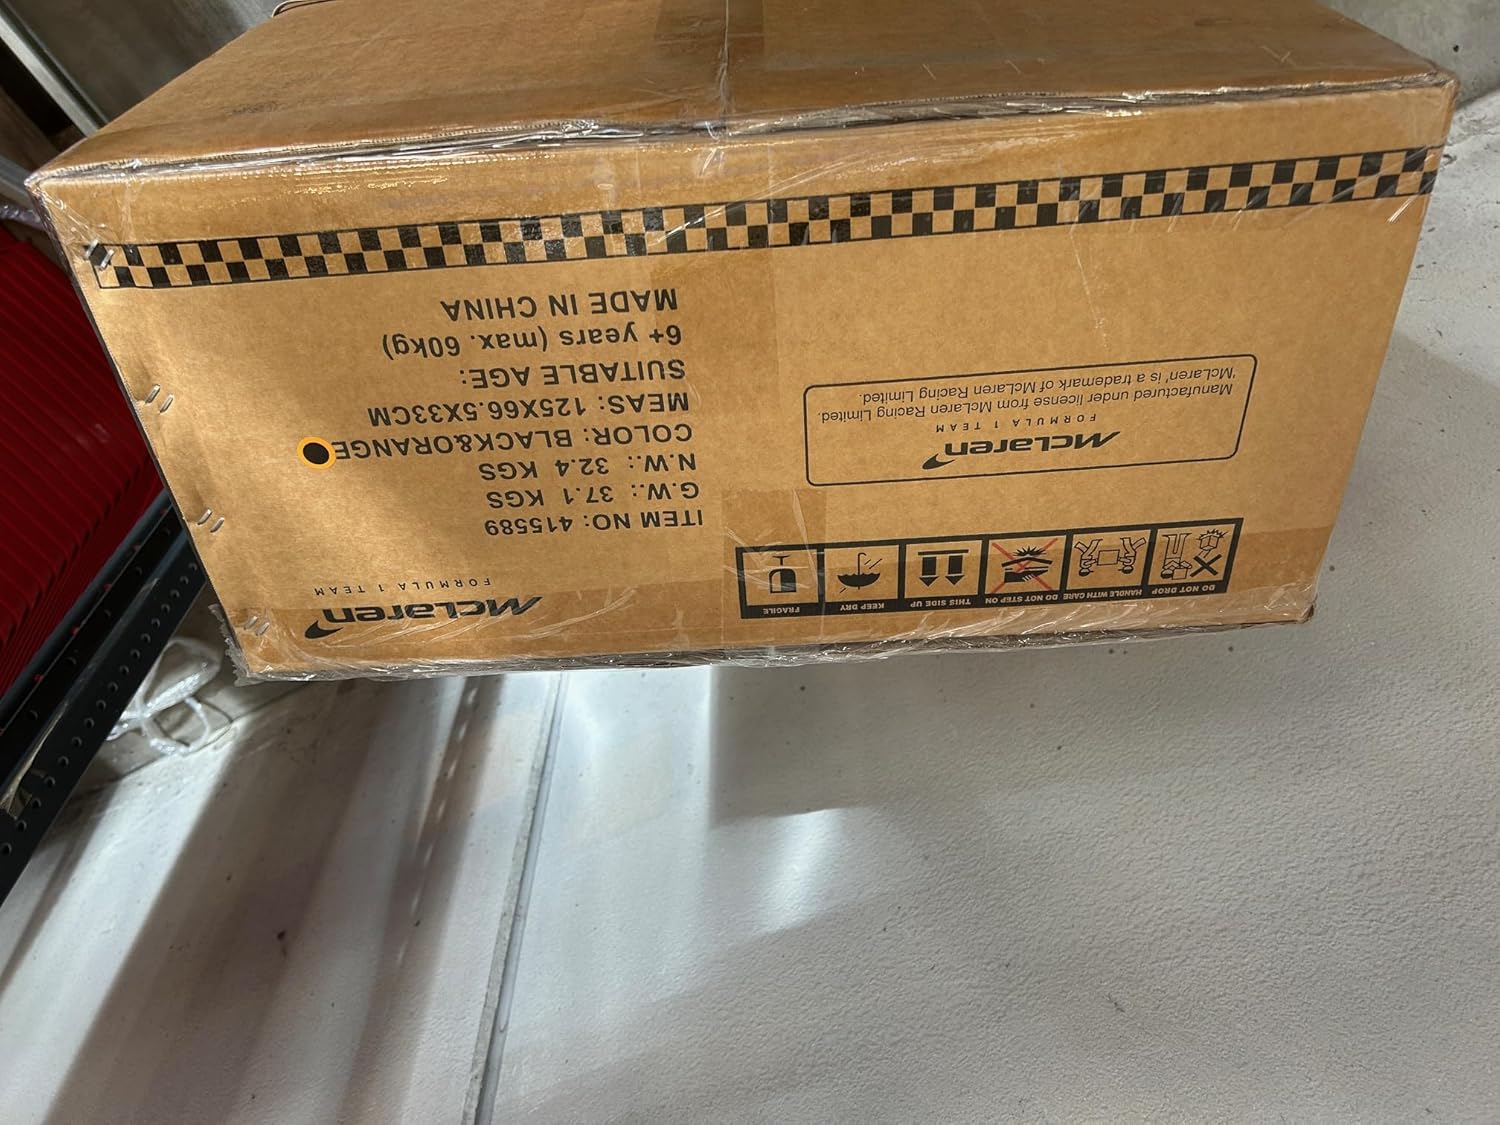 McLaren
FORMULA 1 TEAM
ITEM NO: 415589
G.W.: 37.1 KGS
N.W.: 32.4 KGS
COLOR: BLACK&ORANGE
MEAS: 125X66.5X33CM
SUITABLE AGE:
6+ years (max. 60kg)
MADE IN CHINA
DO NOT DROP
HANDLE WITH CARE
DO NOT STEP ON
THIS SIDE UP
KEEP DRY
FRAGILE
McLaren
FORMULA 1 TEAM
Manufactured under license from McLaren Racing Limited.
'McLaren' is a trademark of McLaren Racing Limited.